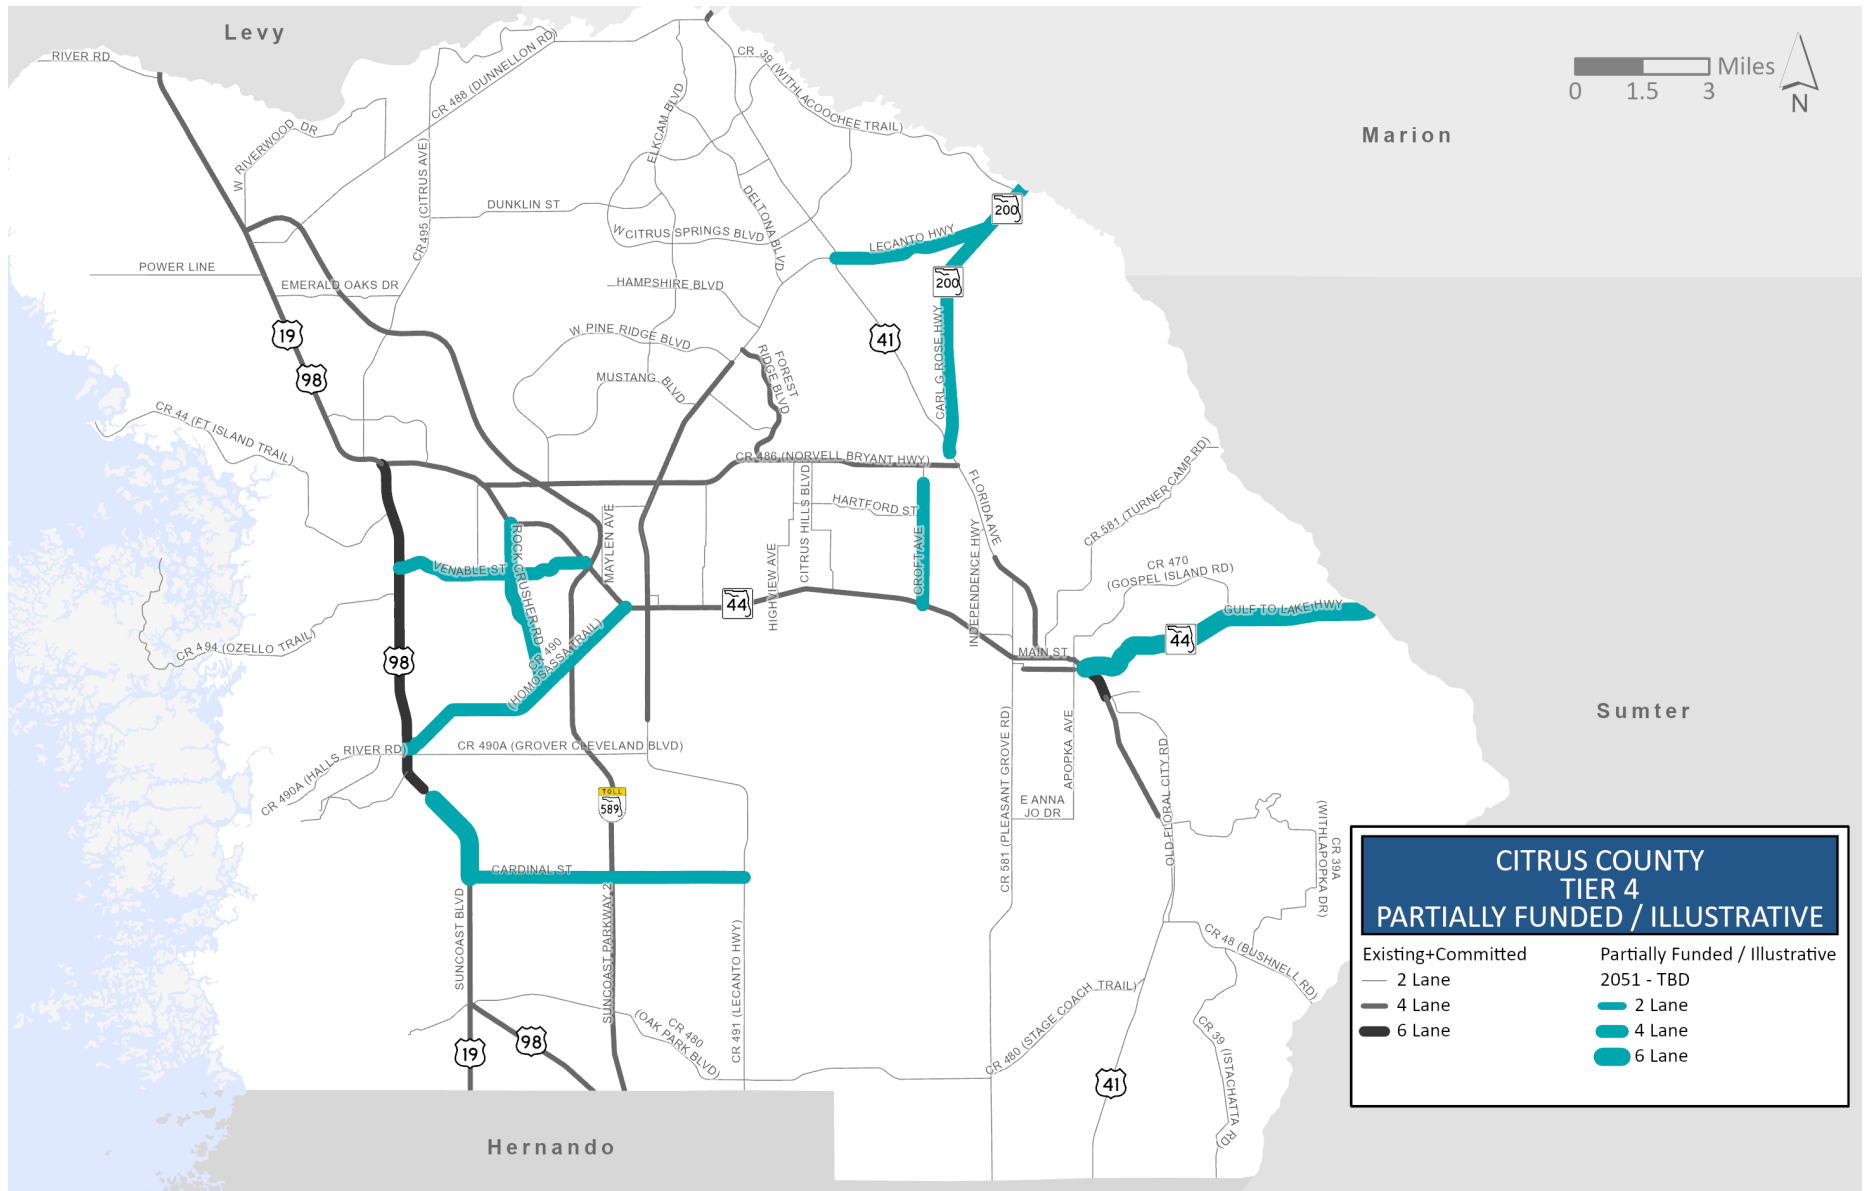 Levy
RIVER RD
CR 488 (DUNNELLON RD)
CR 39 (WITHLACOOCHEE TRAIL)
Miles
0 1.5 3
N
Marion
W RIVERWOOD DR
CR 495 (CITRUS AVE)
ELKCAM BLVD
DELTONA BLVD
DUNKLIN ST
W CITRUS SPRINGS BLVD
LECANTO HWY
200
200
POWER LINE
EMERALD OAKS DR
HAMPSHIRE BLVD
19
98
W PINE RIDGE BLVD
41
CARL G ROSE HWY
MUSTANG BLVD
FOREST
RIDGE BLVD
CR 44 (FT ISLAND TRAIL)
CR 486 (NORVELL BRYANT HWY)
CR 581 (TURNER CAMP RD)
FLORIDA AVE
HARTFORD ST
CITRUS HILLS BLVD
MAYLEN AVE
HIGHVIEW AVE
CROFT AVE
INDEPENDENCE HWY
ROCK CRUSHER RD
VENABLE ST
CR 470
(GOSPEL ISLAND RD)
GULF TO LAKE HWY
44
44
MAIN ST
CR 494 (OZELLO TRAIL)
98
CR 490
(HOMOSASSA TRAIL)
Sumter
CR 490A (HALLS RIVER RD)
CR 490A (GROVER CLEVELAND BLVD)
TOLL
589
CR 581 (PLEASANT GROVE RD)
APOPKA AVE
E ANNA
JO DR
OLD FLORAL CITY RD
CR 39A
(WITHLAPOPKA DR)
CARDINAL ST
SUNCOAST BLVD
SUNCOAST PARKWAY 2
CR 491 (LECANTO HWY)
CR 48 (BUSHNELL RD)
CR 480
(OAK PARK BLVD)
CR 480 (STAGE COACH TRAIL)
CR 39 (ISTACHATTA RD)
19
98
41
Hernando
CITRUS COUNTY
TIER 4
PARTIALLY FUNDED / ILLUSTRATIVE
Existing+Committed
2 Lane
4 Lane
6 Lane
Partially Funded / Illustrative
2051 - TBD
2 Lane
4 Lane
6 Lane